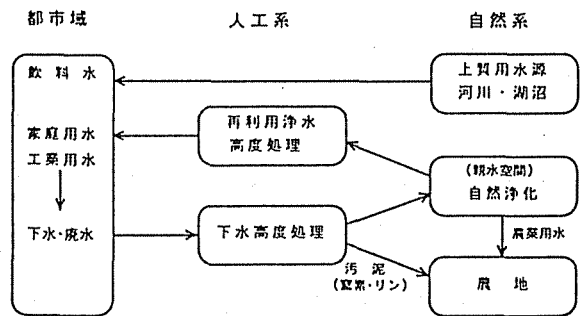 都市域
人工系
自然系
飲料水
上質用水源
河川・湖沼
家庭用水
工業用水
再利用浄水
高度処理
(親水空間)
自然浄化
下水・廃水
下水高度処理
農業用水
汚泥
(窒素・リン)
農地